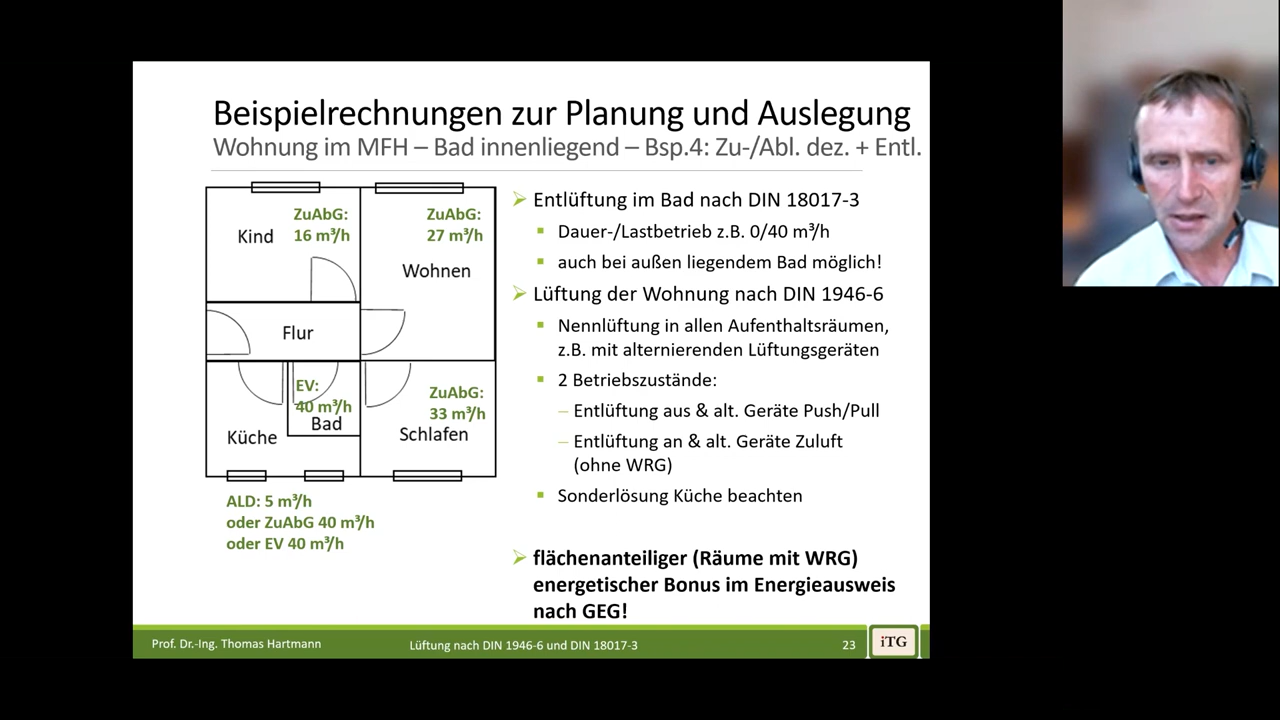 Beispielrechnungen zur Planung und Auslegung
Wohnung im MFH – Bad innenliegend – Bsp.4: Zu-/Abl. dez. + Entl.
Kind
ZuAbG:
16 m³/h
ZuAbG:
27 m³/h
Wohnen
Flur
EV:
40 m³/h
Bad
Küche
ZuAbG:
33 m³/h
Schlafen
ALD: 5 m³/h
oder ZuAbG 40 m³/h
oder EV 40 m³/h
Entlüftung im Bad nach DIN 18017-3
Dauer-/Lastbetrieb z.B. 0/40 m³/h
auch bei außen liegendem Bad möglich!
Lüftung der Wohnung nach DIN 1946-6
Nennlüftung in allen Aufenthaltsräumen,
z.B. mit alternierenden Lüftungsgeräten
2 Betriebszustände:
– Entlüftung aus & alt. Geräte Push/Pull
– Entlüftung an & alt. Geräte Zuluft
(ohne WRG)
Sonderlösung Küche beachten
flächenanteiliger (Räume mit WRG)
energetischer Bonus im Energieausweis
nach GEG!
Prof. Dr.-Ing. Thomas Hartmann
Lüftung nach DIN 1946-6 und DIN 18017-3
23
iTG